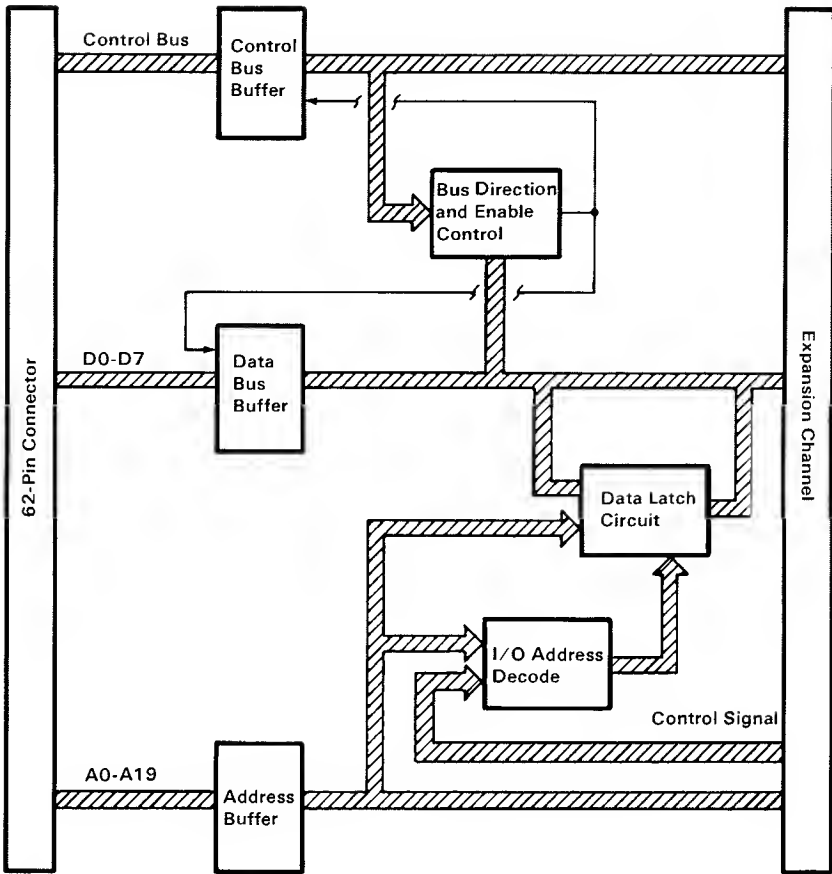 Control Bus
Control
Bus
Buffer
Bus Direction
and Enable
Control
62-Pin Connector
D0-D7
Data
Bus
Buffer
Expansion Channel
Data Latch
Circuit
I/O Address
Decode
Control Signal
A0-A19
Address
Buffer